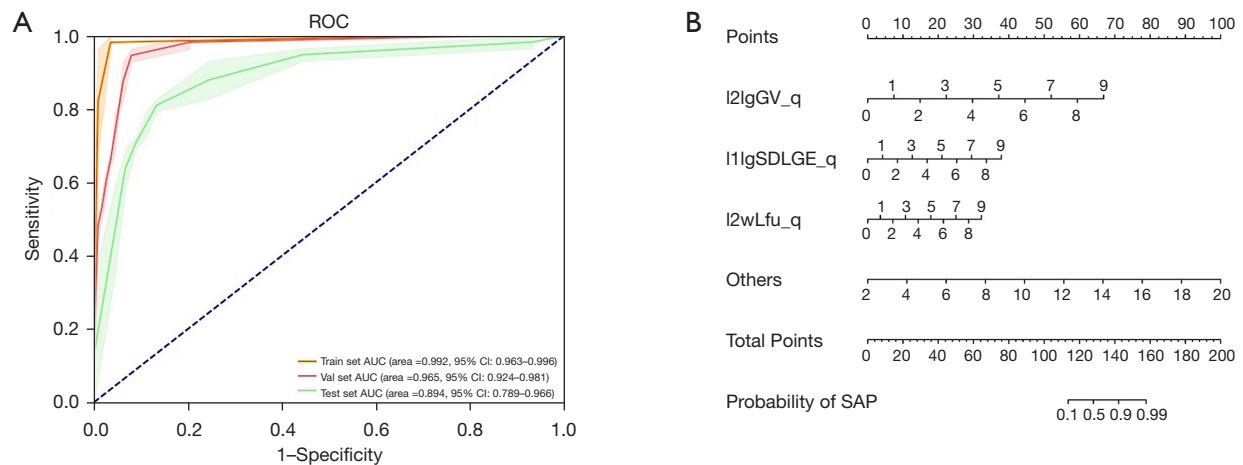 A
ROC
1.0
0.8
0.6
0.4
0.2
0.0
Sensitivity
Train set AUC (area =0.992, 95% CI: 0.963–0.996)
Val set AUC (area =0.965, 95% CI: 0.924–0.981)
Test set AUC (area =0.894, 95% CI: 0.789–0.966)
0.0 0.2 0.4 0.6 0.8 1.0
1–Specificity
B
0 10 20 30 40 50 60 70 80 90 100
Points
1 3 5 7 9
l2lgGV_q
0 2 4 6 8
1 3 5 7 9
l1lgSDLGE_q
0 2 4 6 8
1 3 5 7 9
l2wLfu_q
0 2 4 6 8
Others
2 4 6 8 10 12 14 16 18 20
Total Points
0 20 40 60 80 100 120 140 160 180 200
Probability of SAP
0.1 0.5 0.9 0.99